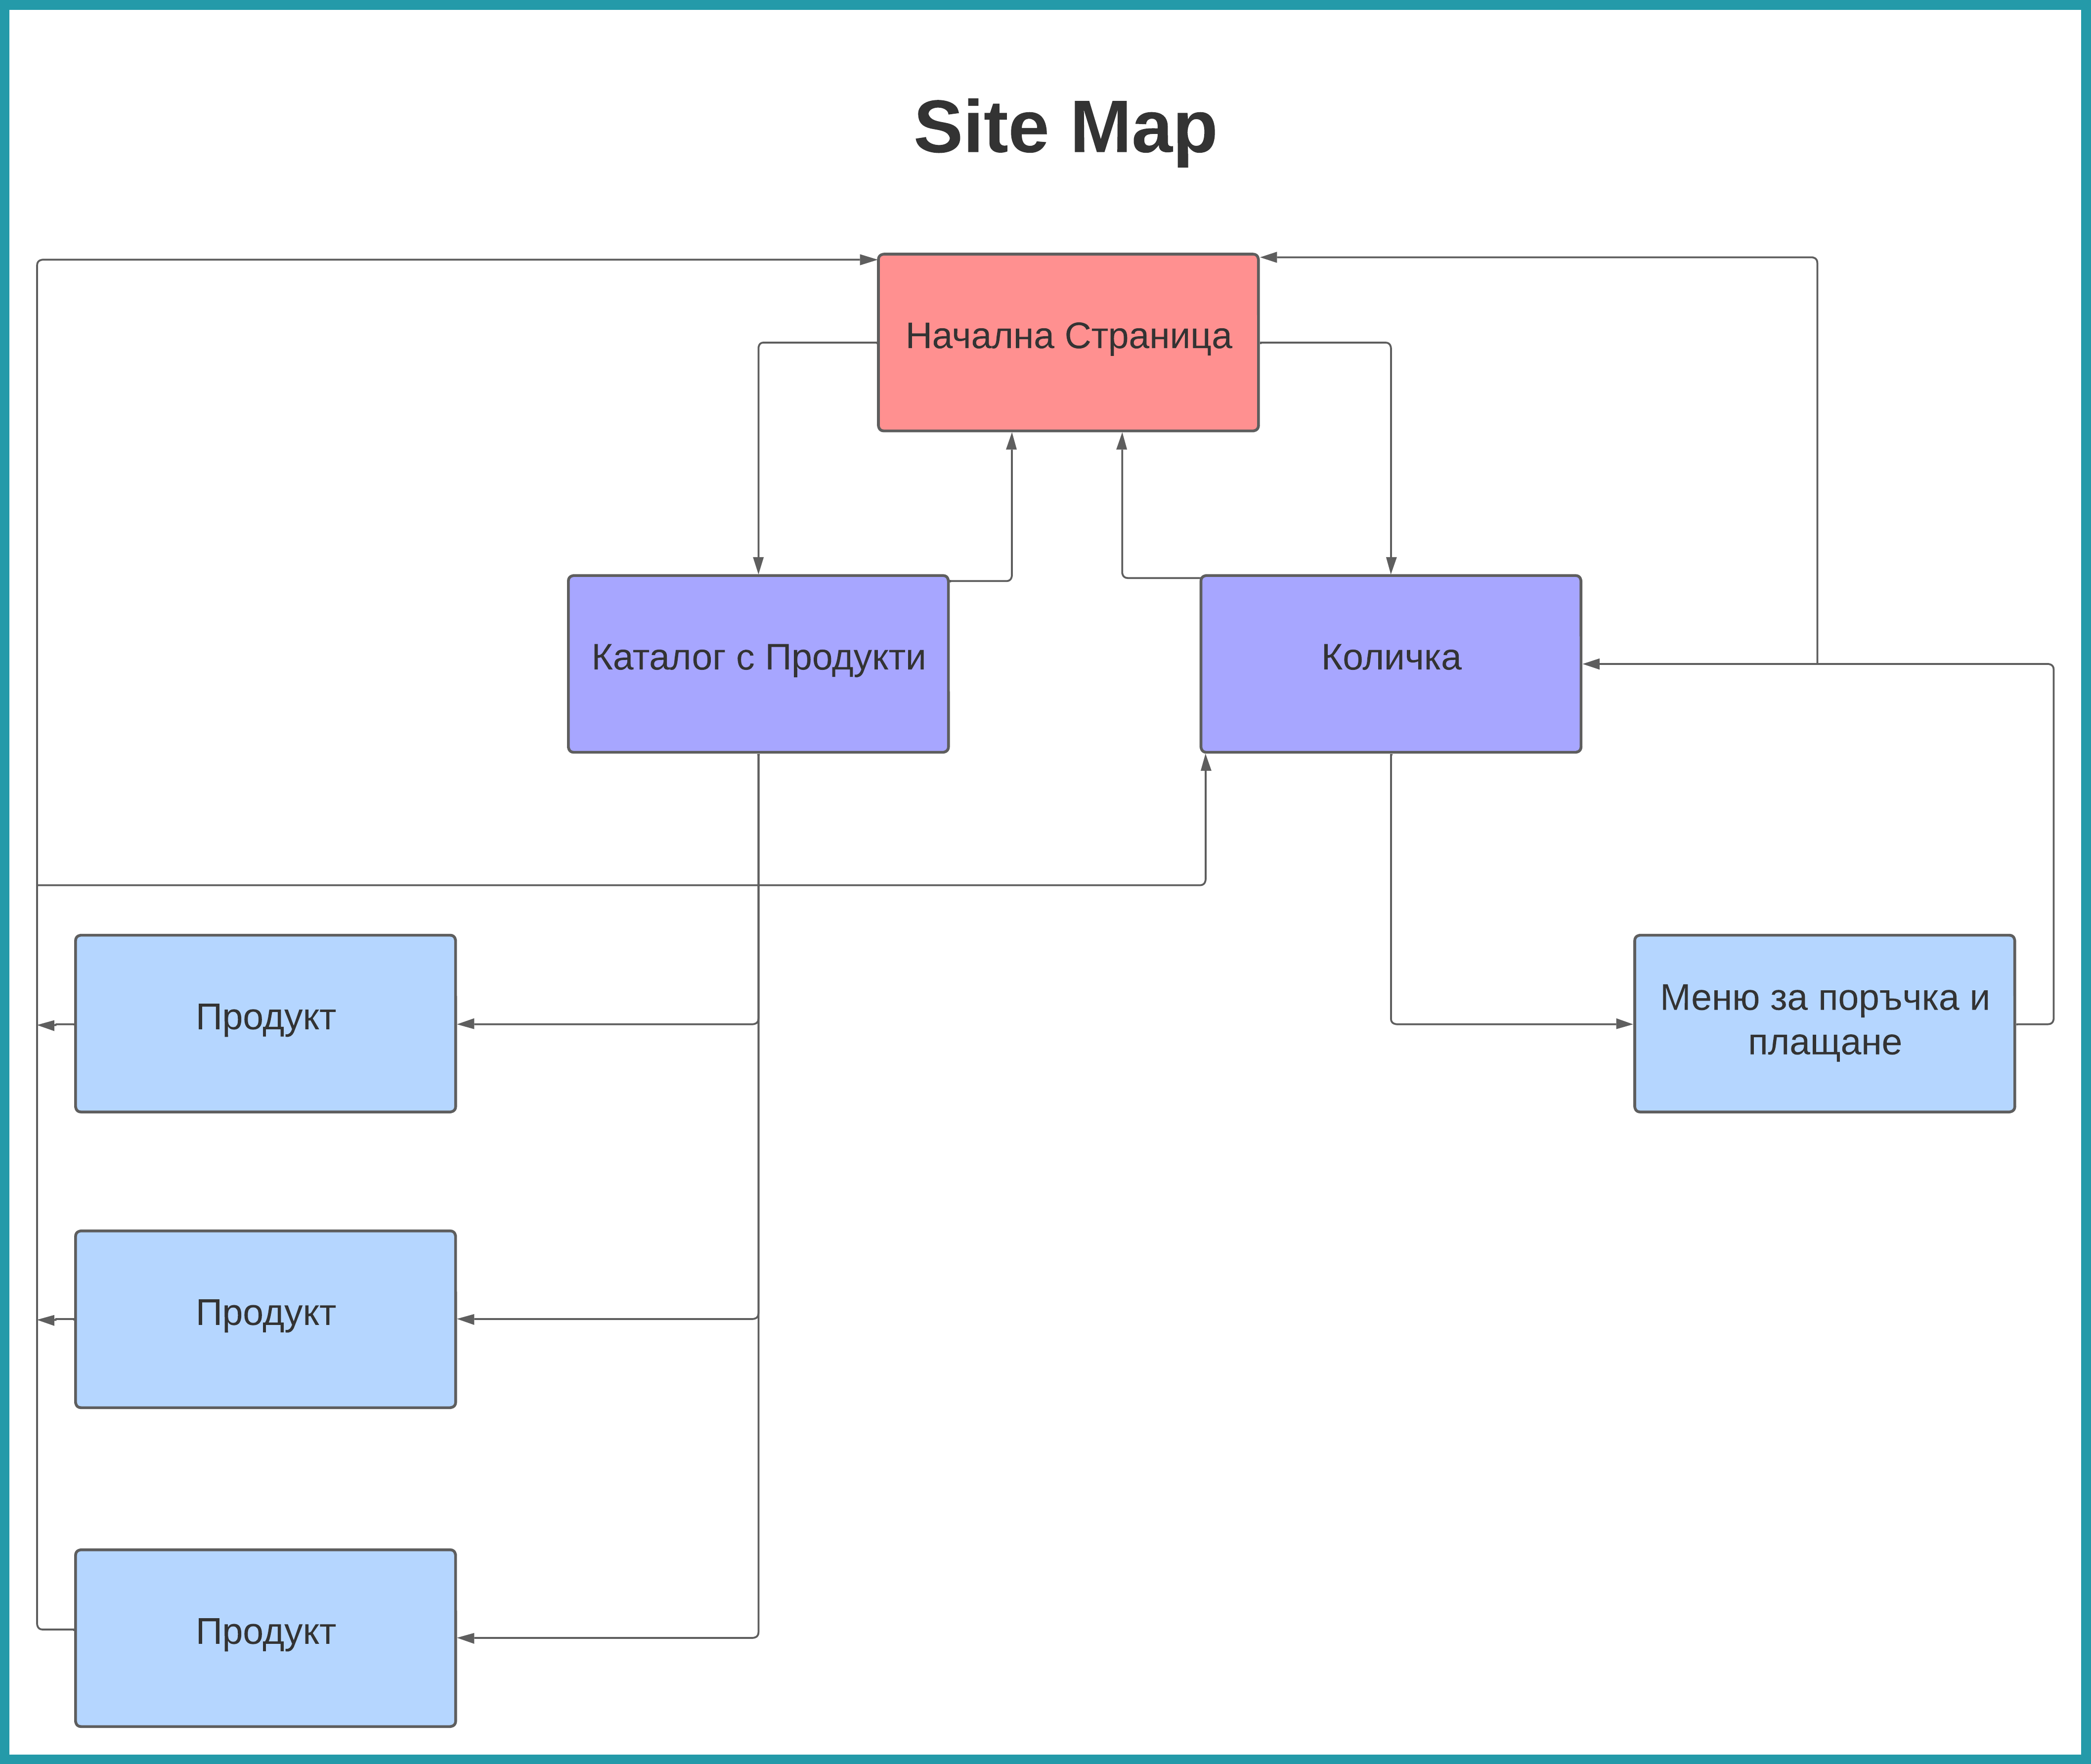 Site Map
Начална Страница
Каталог с Продукти
Количка
Продукт
Меню за поръчка и
плащане
Продукт
Продукт